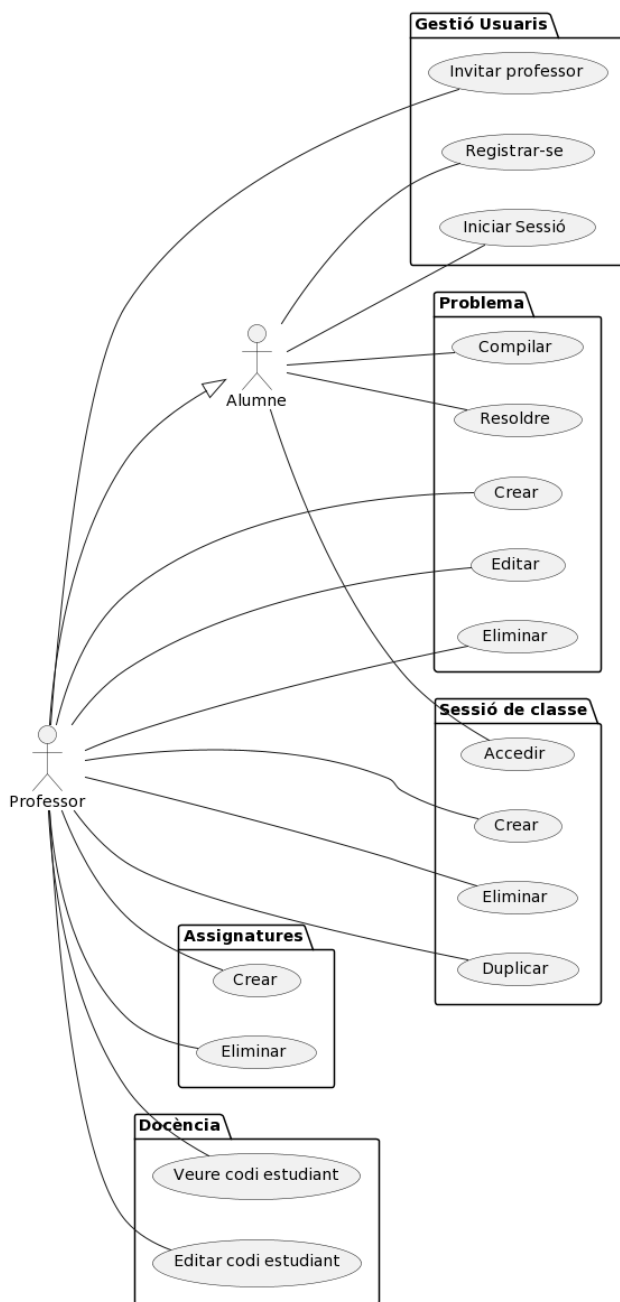 Gestió Usuaris
Invitar professor
Registrar-se
Iniciar Sessió
Problema
Compilar
Alumne
Resoldre
Crear
Editar
Eliminar
Sessió de classe
Accedir
Professor
Crear
Eliminar
Duplicar
Assignatures
Crear
Eliminar
Docència
Veure codi estudiant
Editar codi estudiant